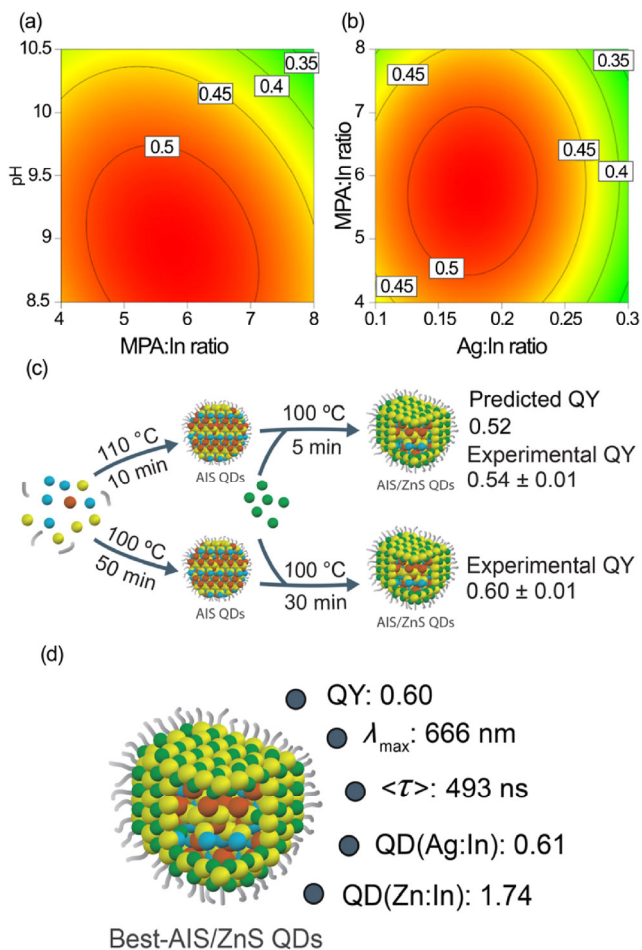 (a)
10.5
10
9.5
9
8.5
pH
4
5
6
7
8
MPA:In ratio
0.35
0.4
0.45
0.5
(b)
8
7
6
5
4
MPA:In ratio
0.1
0.15
0.2
0.25
0.3
Ag:In ratio
0.45
0.35
0.45
0.4
0.5
0.45
(c)
110 °C
10 min
AIS QDs
100 ºC
5 min
AIS/ZnS QDs
Predicted QY
0.52
Experimental QY
0.54 ± 0.01
100 ºC
50 min
AIS QDs
100 ºC
30 min
AIS/ZnS QDs
Experimental QY
0.60 ± 0.01
(d)
QY: 0.60
λmax: 666 nm
<τ>: 493 ns
QD(Ag:In): 0.61
QD(Zn:In): 1.74
Best-AIS/ZnS QDs